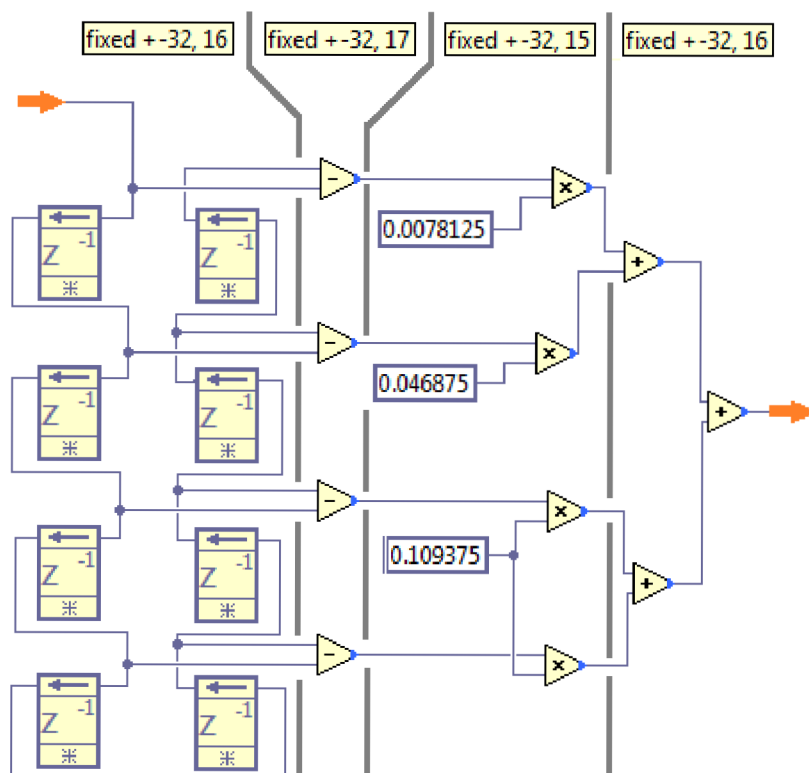 fixed +-32, 16
fixed +-32, 17
fixed +-32, 15
fixed +-32, 16
-
×
Z -1
Z -1
0.0078125
+
-
×
0.046875
Z -1
Z -1
+
-
×
0.109375
Z -1
Z -1
+
-
×
Z -1
Z -1